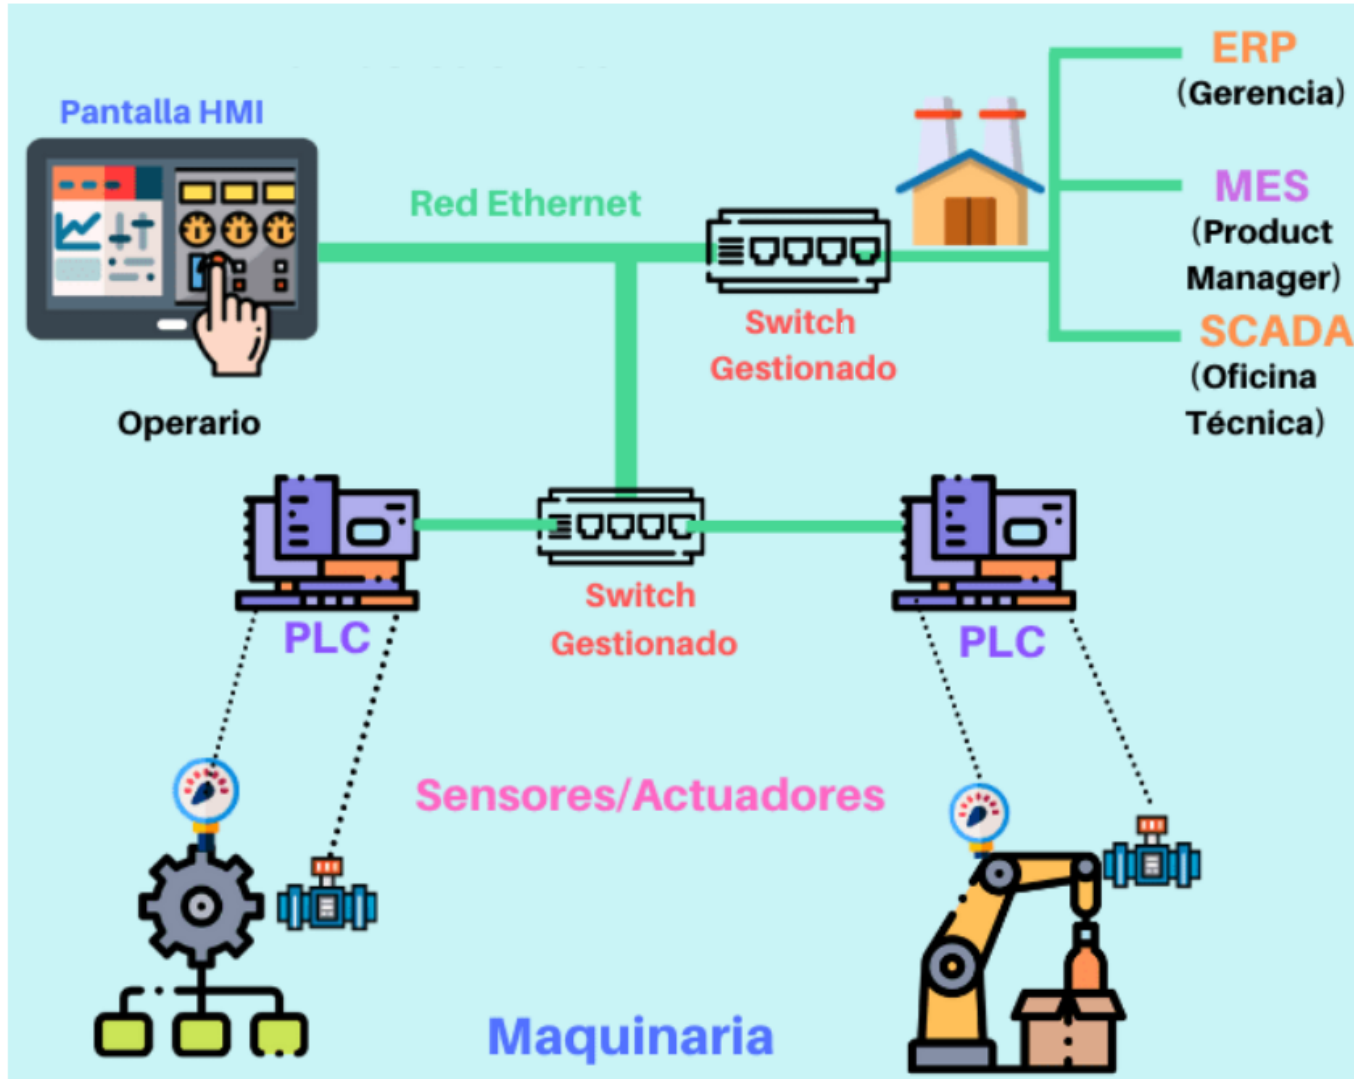 ERP
(Gerencia)
Pantalla HMI
Red Ethernet
MES
(Product
Manager)
Switch
Gestionado
SCADA
(Oficina
Técnica)
Operario
PLC
Switch
Gestionado
PLC
Sensores/Actuadores
Maquinaria